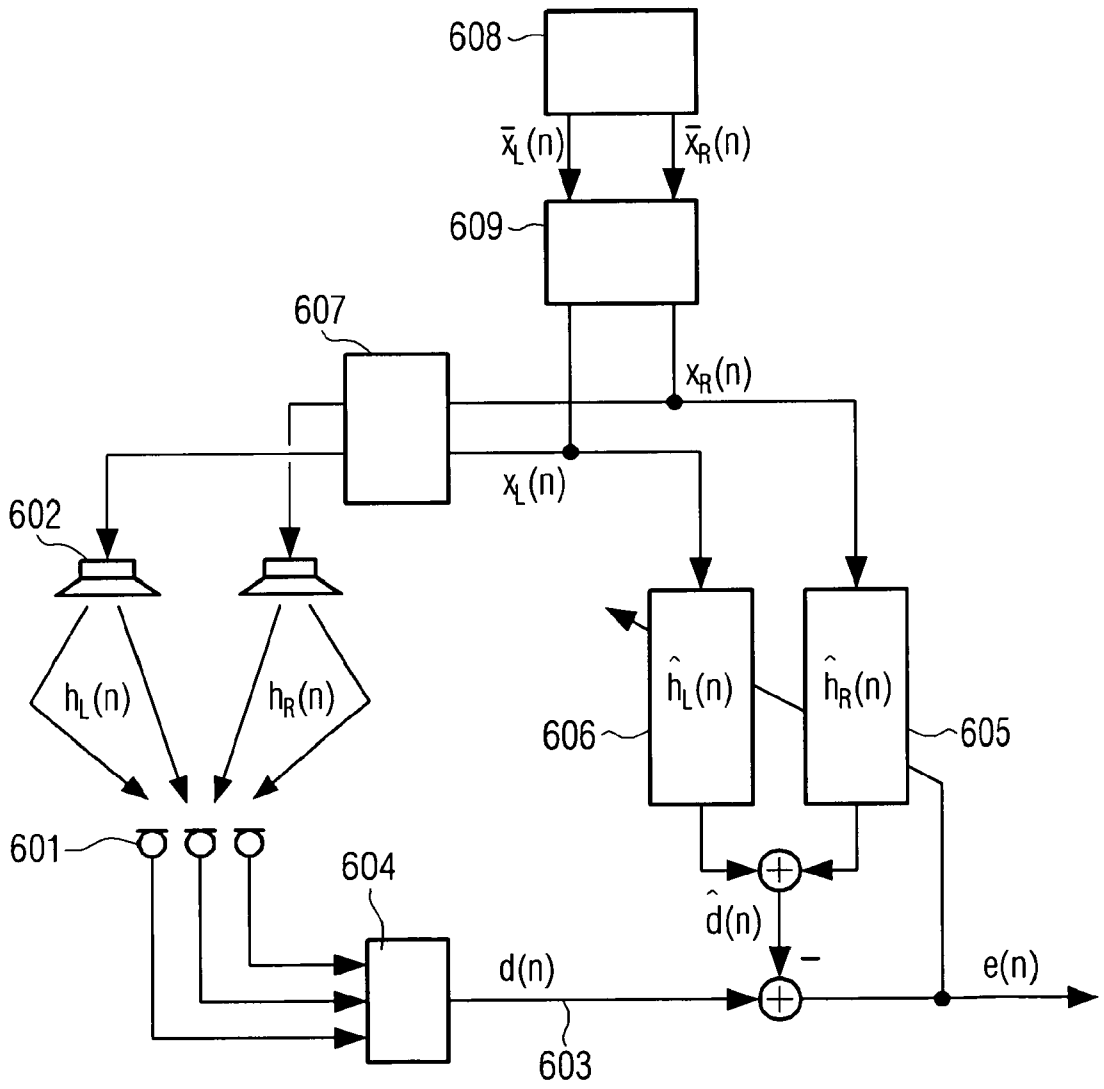 608
x̄L(n) x̄R(n)
609
607
xR(n)
xL(n)
602
hL(n) hR(n)
ĥL(n) ĥR(n)
606 605
601
604
d̂(n)
–
d(n) e(n)
603